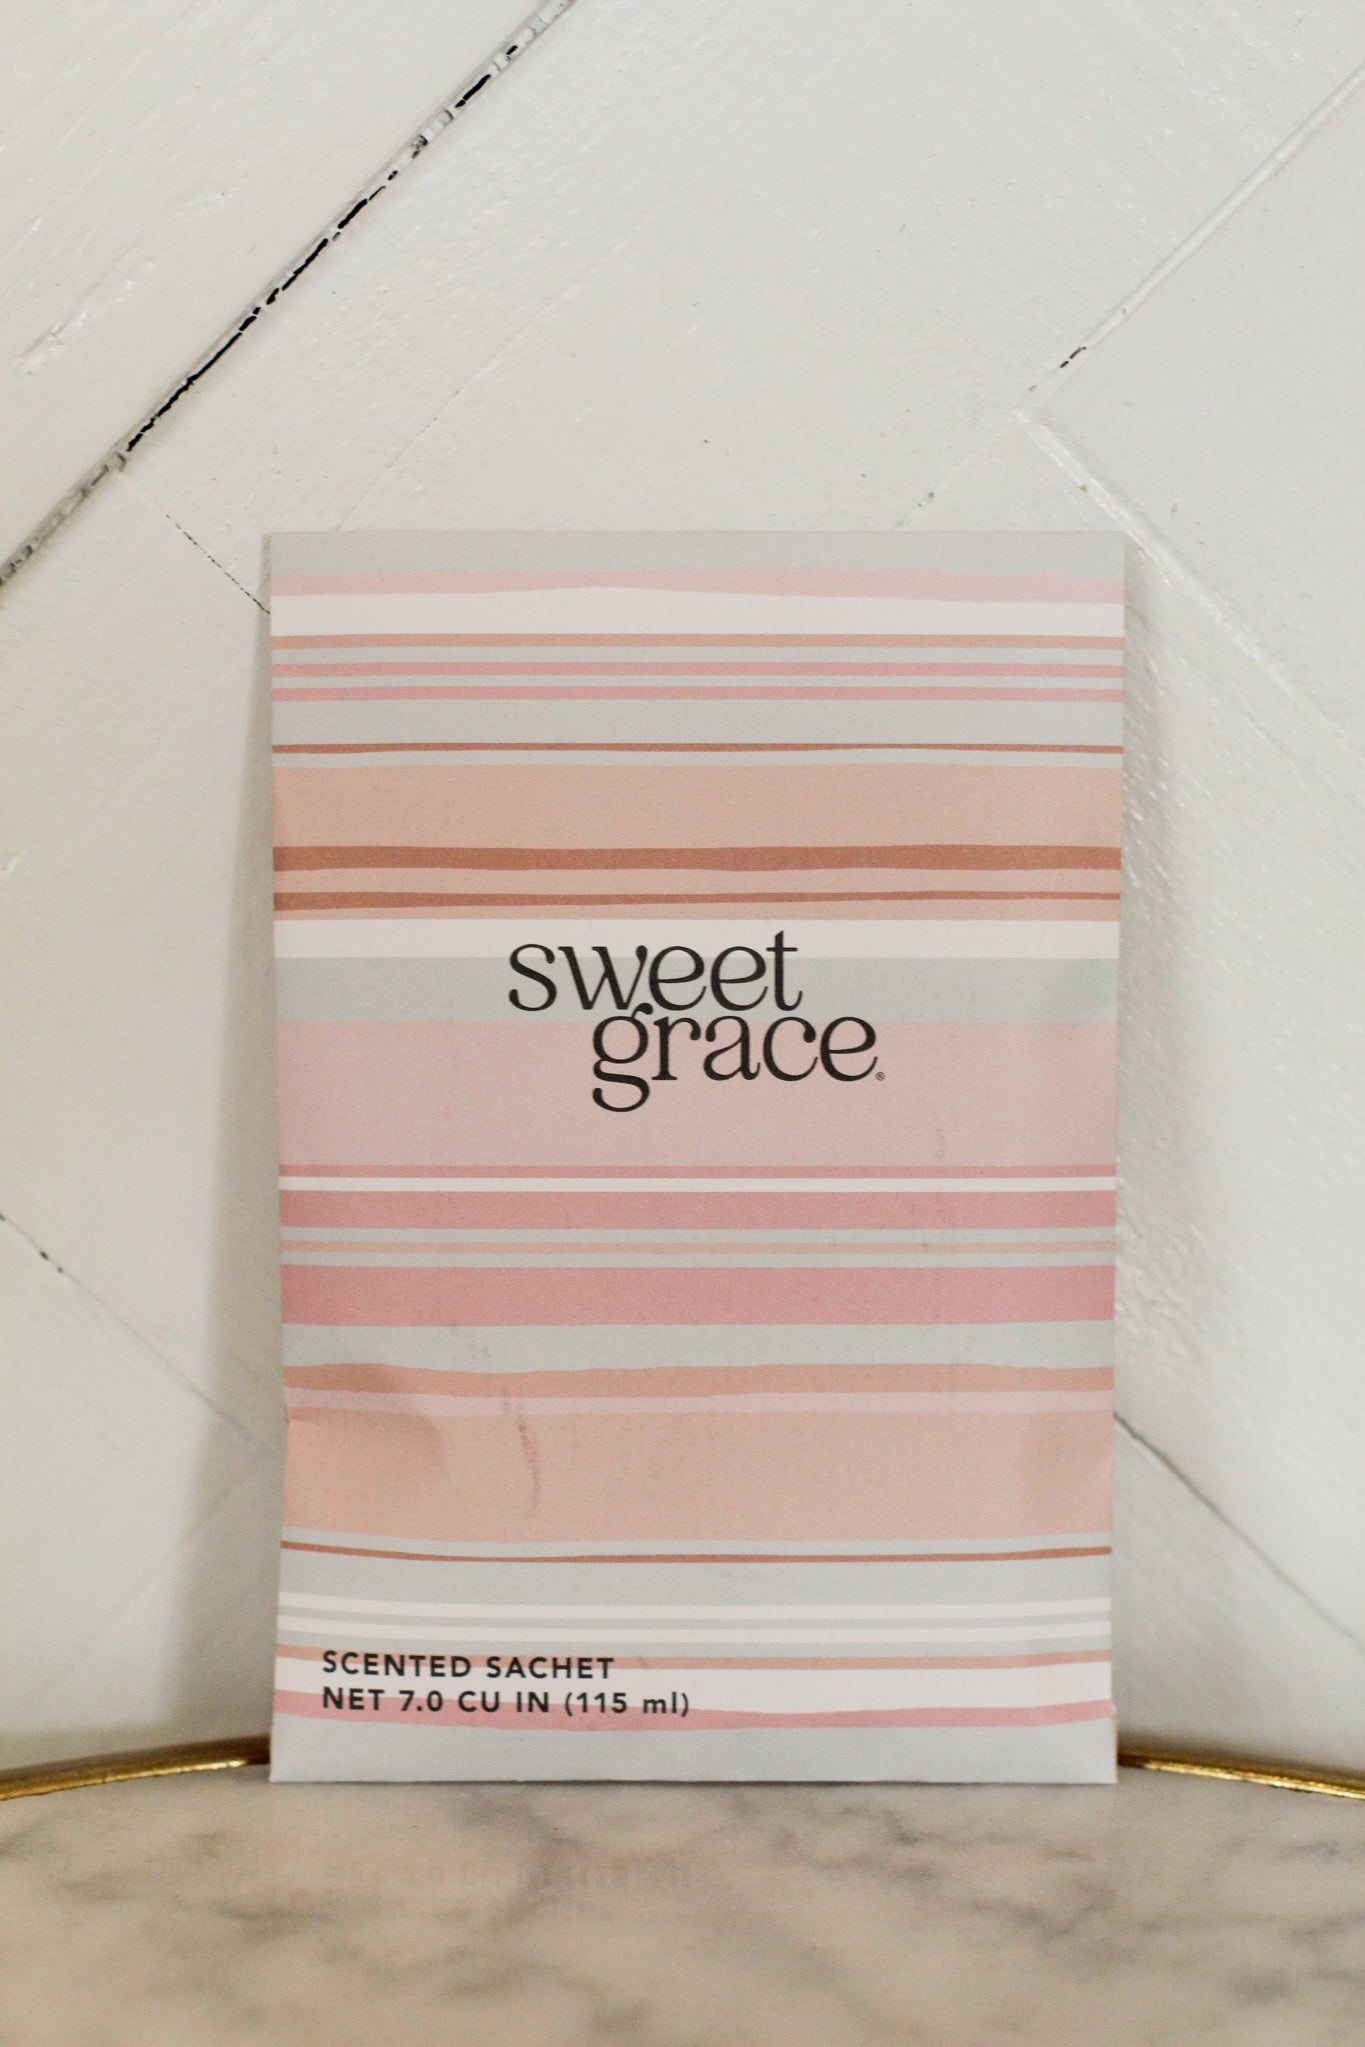 sweet
grace®
SCENTED SACHET
NET 7.0 CU IN (115 ml)